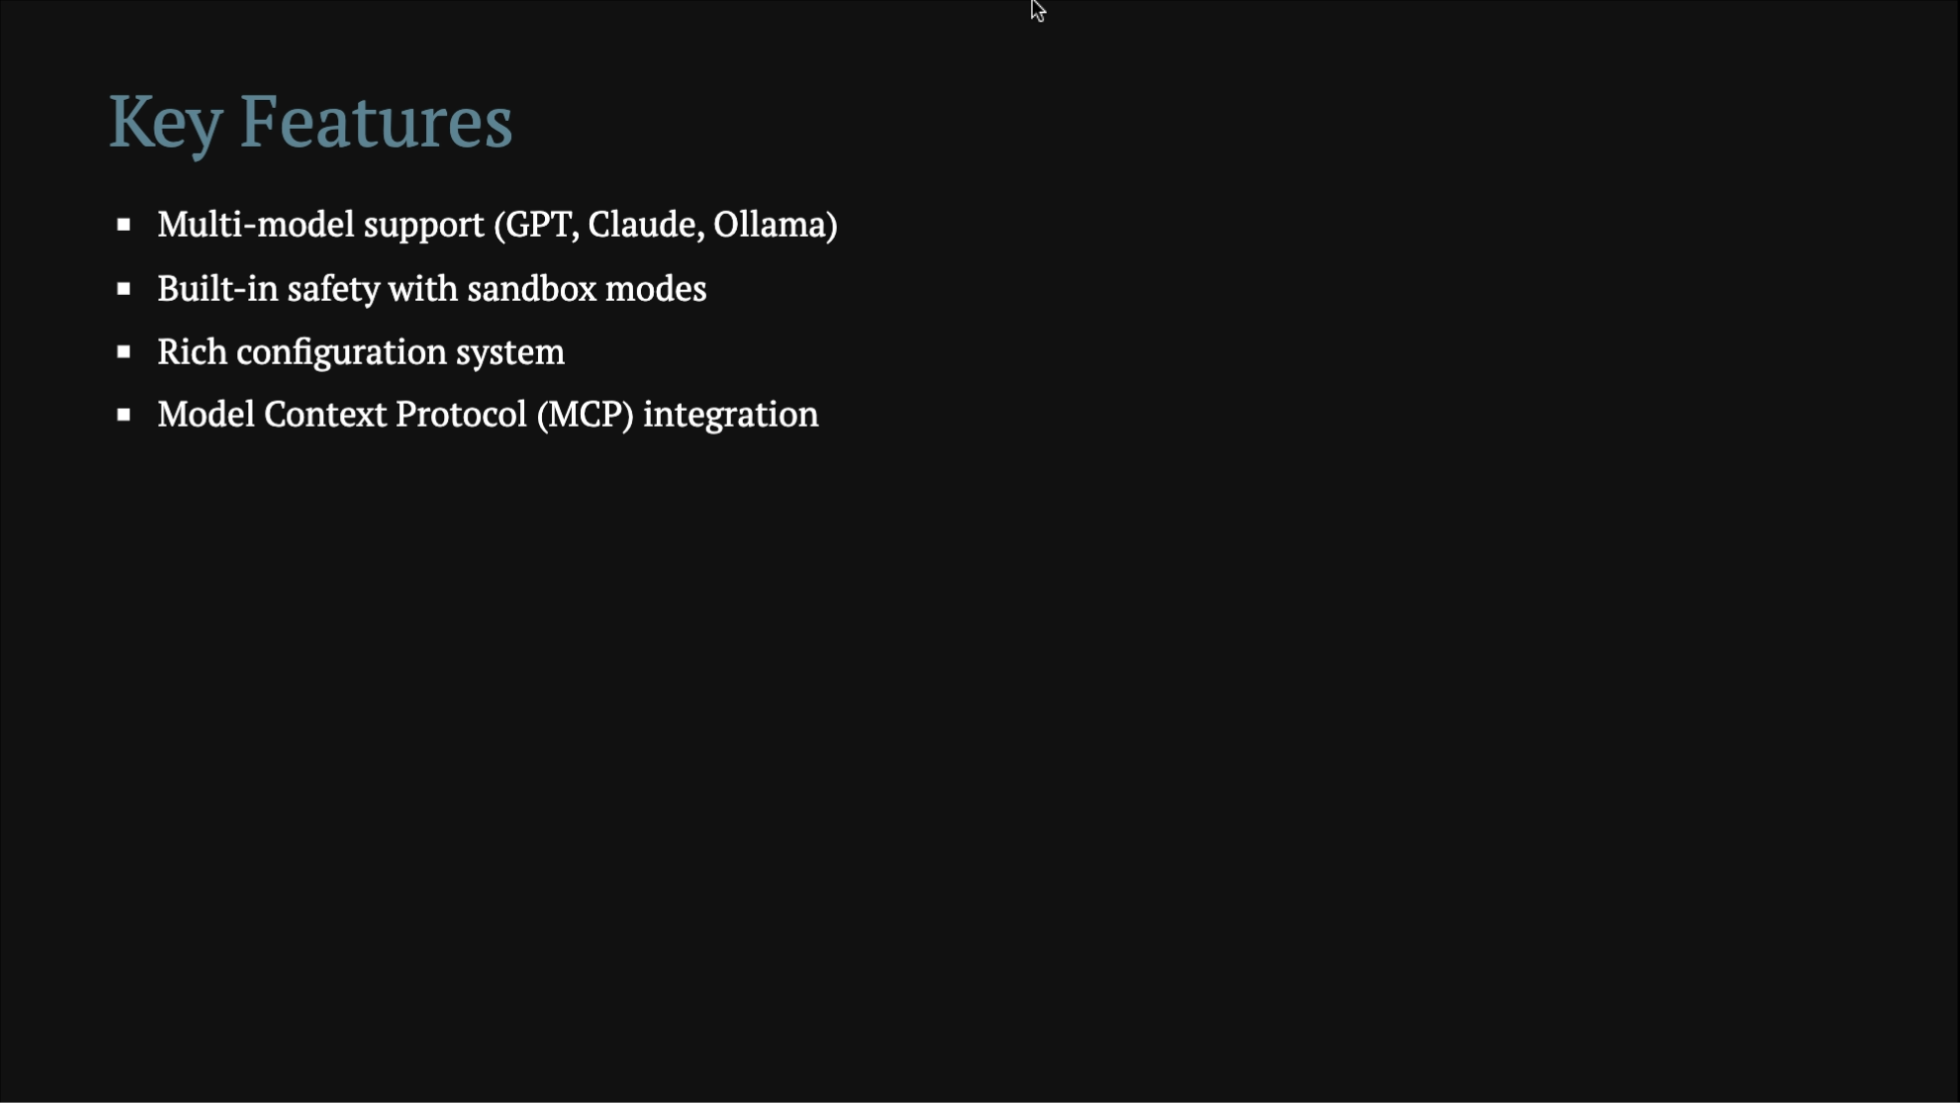 Key Features
▪ Multi-model support (GPT, Claude, Ollama)
▪ Built-in safety with sandbox modes
▪ Rich configuration system
▪ Model Context Protocol (MCP) integration